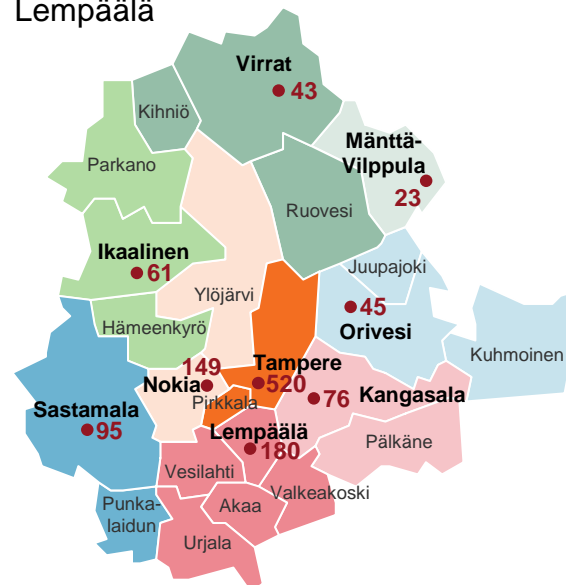 Lempäälä
Virrat
43
Kihniö
Mänttä-
Vilppula
23
Parkano
Ruovesi
Ikaalinen
61
Juupajoki
Ylöjärvi
45
Orivesi
Hämeenkyrö
Kuhmoinen
149
Nokia
Tampere
520
Pirkkala
76
Kangasala
Sastamala
95
Lempäälä
180
Pälkäne
Vesilahti
Valkeakoski
Punka-
laidun
Akaa
Urjala